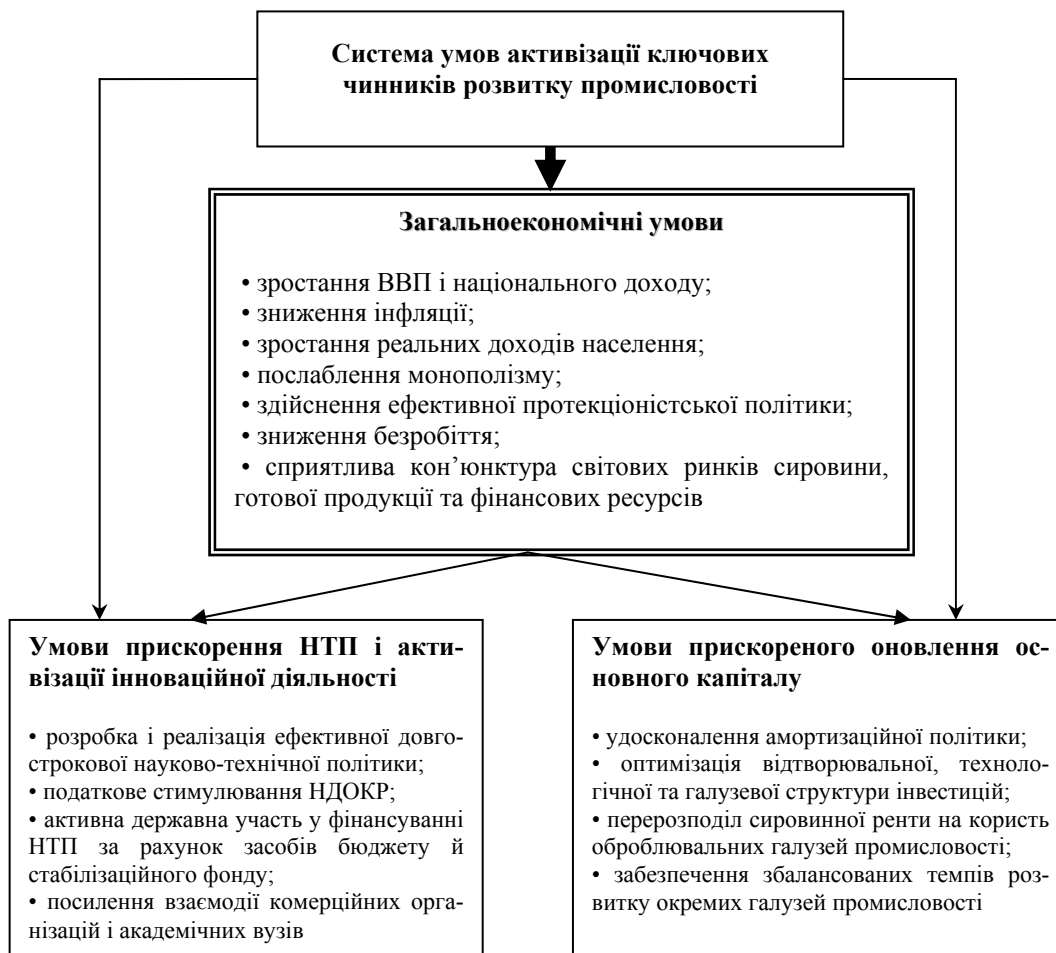 Система умов активізації ключових
чинників розвитку промисловості
Загальноекономічні умови
• зростання ВВП і національного доходу;
• зниження інфляції;
• зростання реальних доходів населення;
• послаблення монополізму;
• здійснення ефективної протекціоністської політики;
• зниження безробіття;
• сприятлива кон’юнктура світових ринків сировини,
готової продукції та фінансових ресурсів
Умови прискорення НТП і акти-
візації інноваційної діяльності
• розробка і реалізація ефективної довго-
строкової науково-технічної політики;
• податкове стимулювання НДОКР;
• активна державна участь у фінансуванні
НТП за рахунок засобів бюджету й
стабілізаційного фонду;
• посилення взаємодії комерційних орга-
нізацій і академічних вузів
Умови прискореного оновлення ос-
новного капіталу
• удосконалення амортизаційної політики;
• оптимізація відтворювальної, техноло-
гічної та галузевої структури інвестицій;
• перерозподіл сировинної ренти на користь
оброблювальних галузей промисловості;
• забезпечення збалансованих темпів роз-
витку окремих галузей промисловості